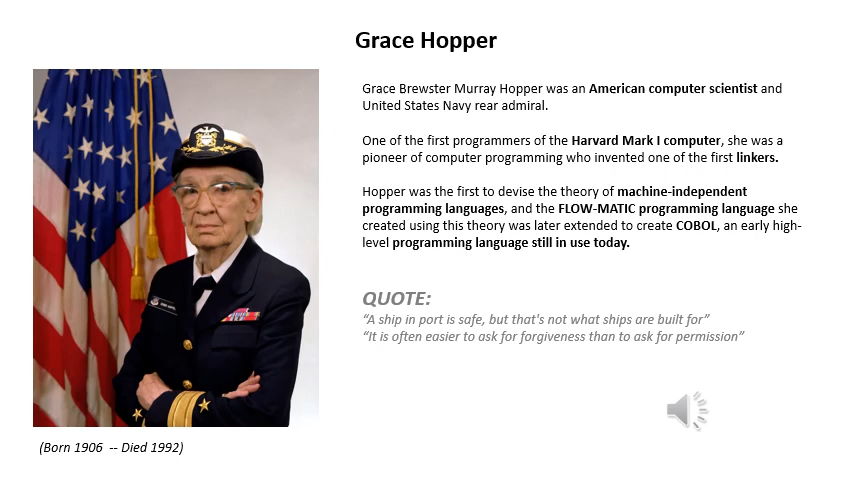 Grace Hopper
Grace Brewster Murray Hopper was an American computer scientist and
United States Navy rear admiral.
One of the first programmers of the Harvard Mark I computer, she was a
pioneer of computer programming who invented one of the first linkers.
Hopper was the first to devise the theory of machine-independent
programming languages, and the FLOW-MATIC programming language she
created using this theory was later extended to create COBOL, an early high-
level programming language still in use today.
QUOTE:
“A ship in port is safe, but that's not what ships are built for”
“It is often easier to ask for forgiveness than to ask for permission”
(Born 1906 -- Died 1992)